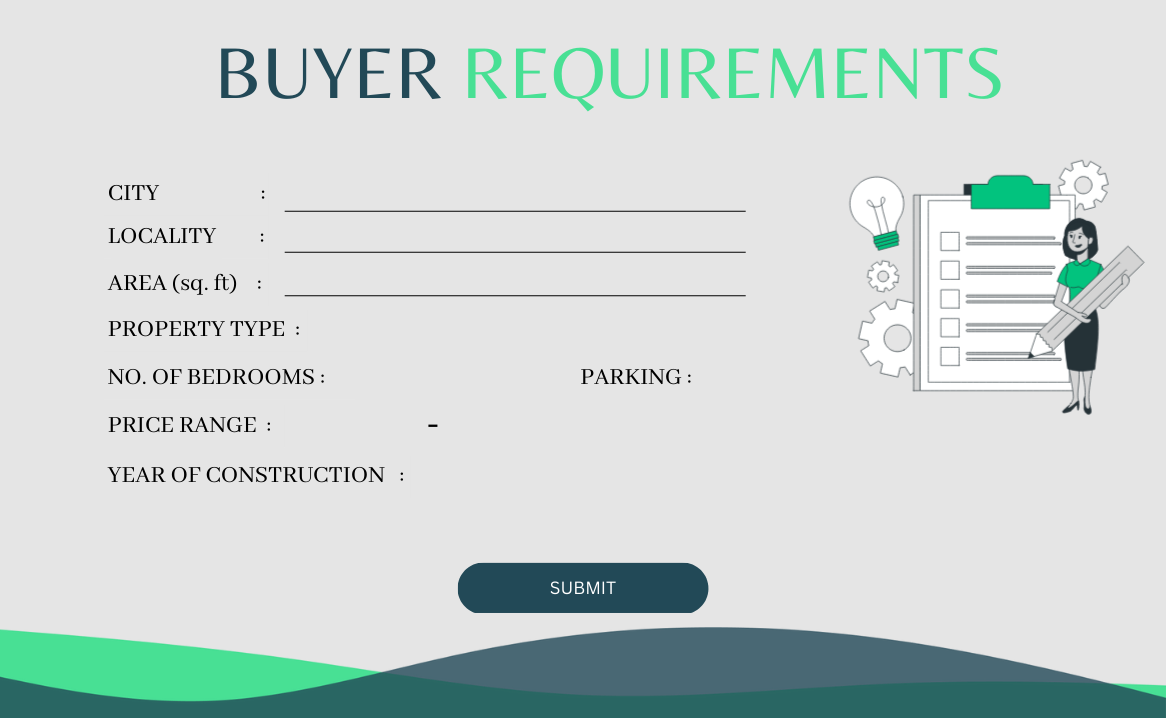 BUYER REQUIREMENTS
CITY :
LOCALITY :
AREA (sq. ft) :
PROPERTY TYPE :
NO. OF BEDROOMS : PARKING :
PRICE RANGE : -
YEAR OF CONSTRUCTION :
SUBMIT